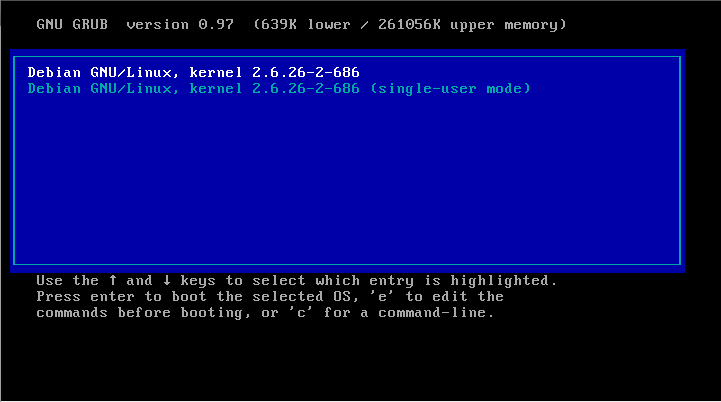 GNU GRUB  version 0.97  (639K lower / 261056K upper memory)
Debian GNU/Linux, kernel 2.6.26-2-686
Debian GNU/Linux, kernel 2.6.26-2-686 (single-user mode)
Use the ↑ and ↓ keys to select which entry is highlighted.
Press enter to boot the selected OS, 'e' to edit the
commands before booting, or 'c' for a command-line.